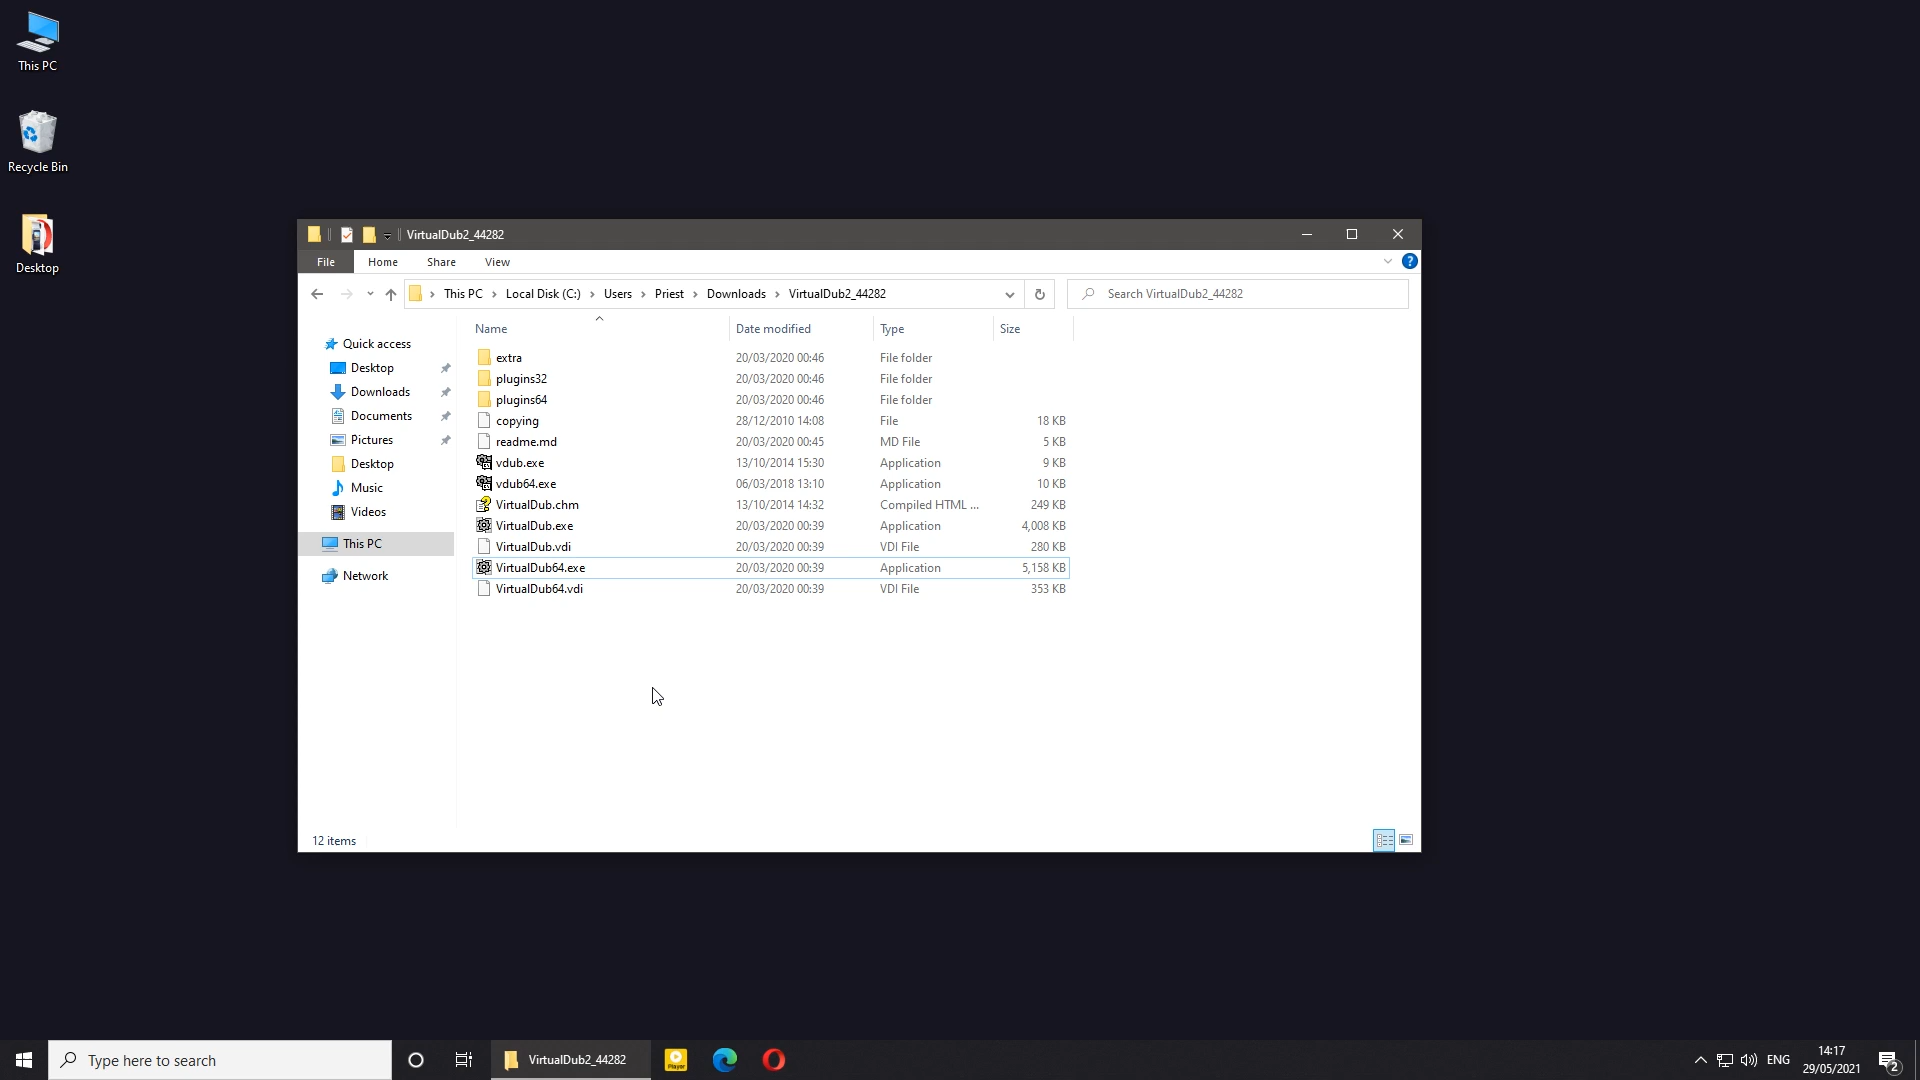 This PC
Recycle Bin
Desktop
VirtualDub2_44282
File Home Share View
This PC Local Disk (C:) Users Priest Downloads VirtualDub2_44282
Search VirtualDub2_44282
Name Date modified Type Size
Quick access
Desktop
Downloads
Documents
Pictures
Desktop
Music
Videos
This PC
Network
extra 20/03/2020 00:46 File folder
plugins32 20/03/2020 00:46 File folder
plugins64 20/03/2020 00:46 File folder
copying 28/12/2010 14:08 File 18 KB
readme.md 20/03/2020 00:45 MD File 5 KB
vdub.exe 13/10/2014 15:30 Application 9 KB
vdub64.exe 06/03/2018 13:10 Application 10 KB
VirtualDub.chm 13/10/2014 14:32 Compiled HTML ... 249 KB
VirtualDub.exe 20/03/2020 00:39 Application 4,008 KB
VirtualDub.vdi 20/03/2020 00:39 VDI File 280 KB
VirtualDub64.exe 20/03/2020 00:39 Application 5,158 KB
VirtualDub64.vdi 20/03/2020 00:39 VDI File 353 KB
12 items
Type here to search
VirtualDub2_44282
Player
ENG
14:17
29/05/2021
2